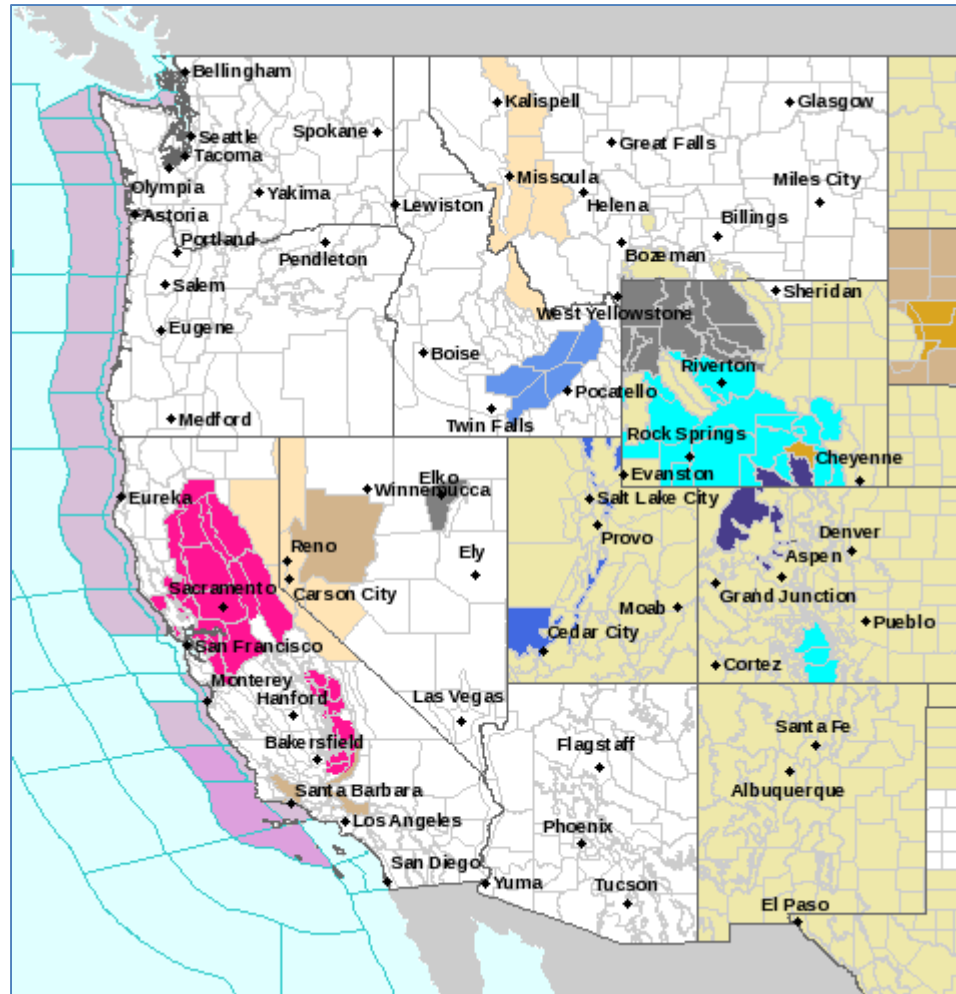 Bellingham
Kalispell
Glasgow
Seattle
Spokane
Great Falls
Tacoma
Missoula
Miles City
Olympia
Yakima
Lewiston
Helena
Astoria
Billings
Portland
Pendleton
Bozeman
Salem
Sheridan
West Yellowstone
Eugene
Boise
Riverton
Pocatello
Medford
Twin Falls
Rock Springs
Cheyenne
Evanston
Elko
Winnemucca
Eureka
Salt Lake City
Provo
Denver
Reno
Ely
Aspen
Sacramento
Carson City
Moab
Grand Junction
Pueblo
San Francisco
Cedar City
Cortez
Monterey
Hanford
Las Vegas
Santa Fe
Bakersfield
Flagstaff
Santa Barbara
Albuquerque
Los Angeles
Phoenix
San Diego
Yuma
Tucson
El Paso